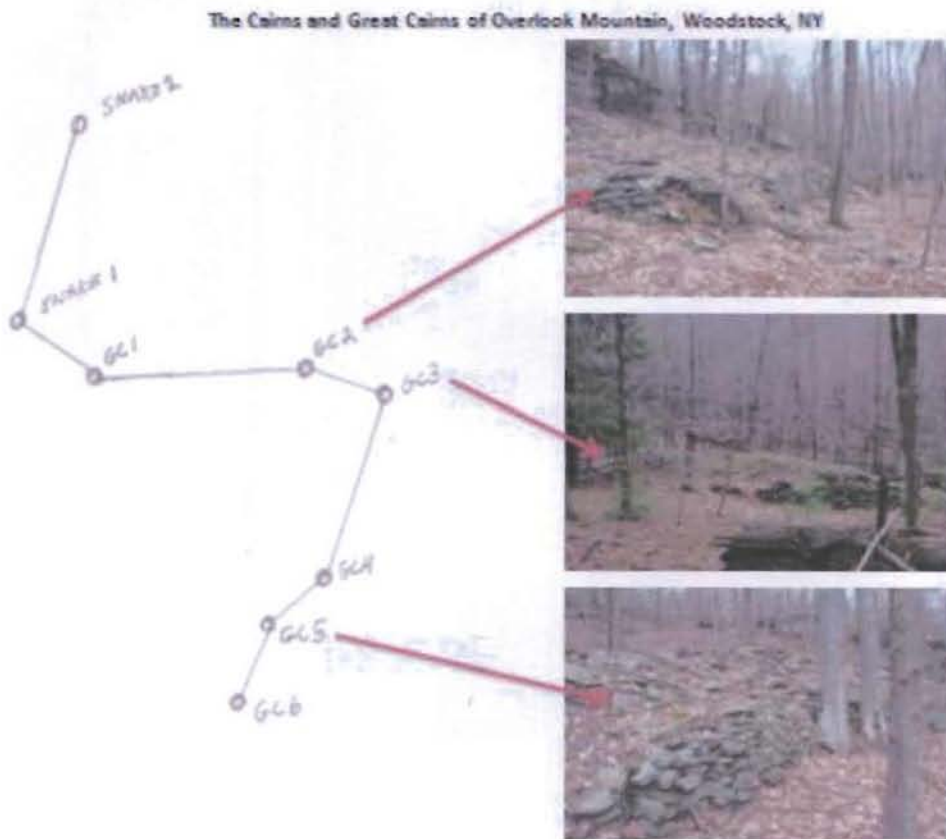 The Cairns and Great Cairns of Overlook Mountain, Woodstock, NY
SNAKE 2
SNAKE 1
GC1
GC2
GC3
GC4
GC5
GC6